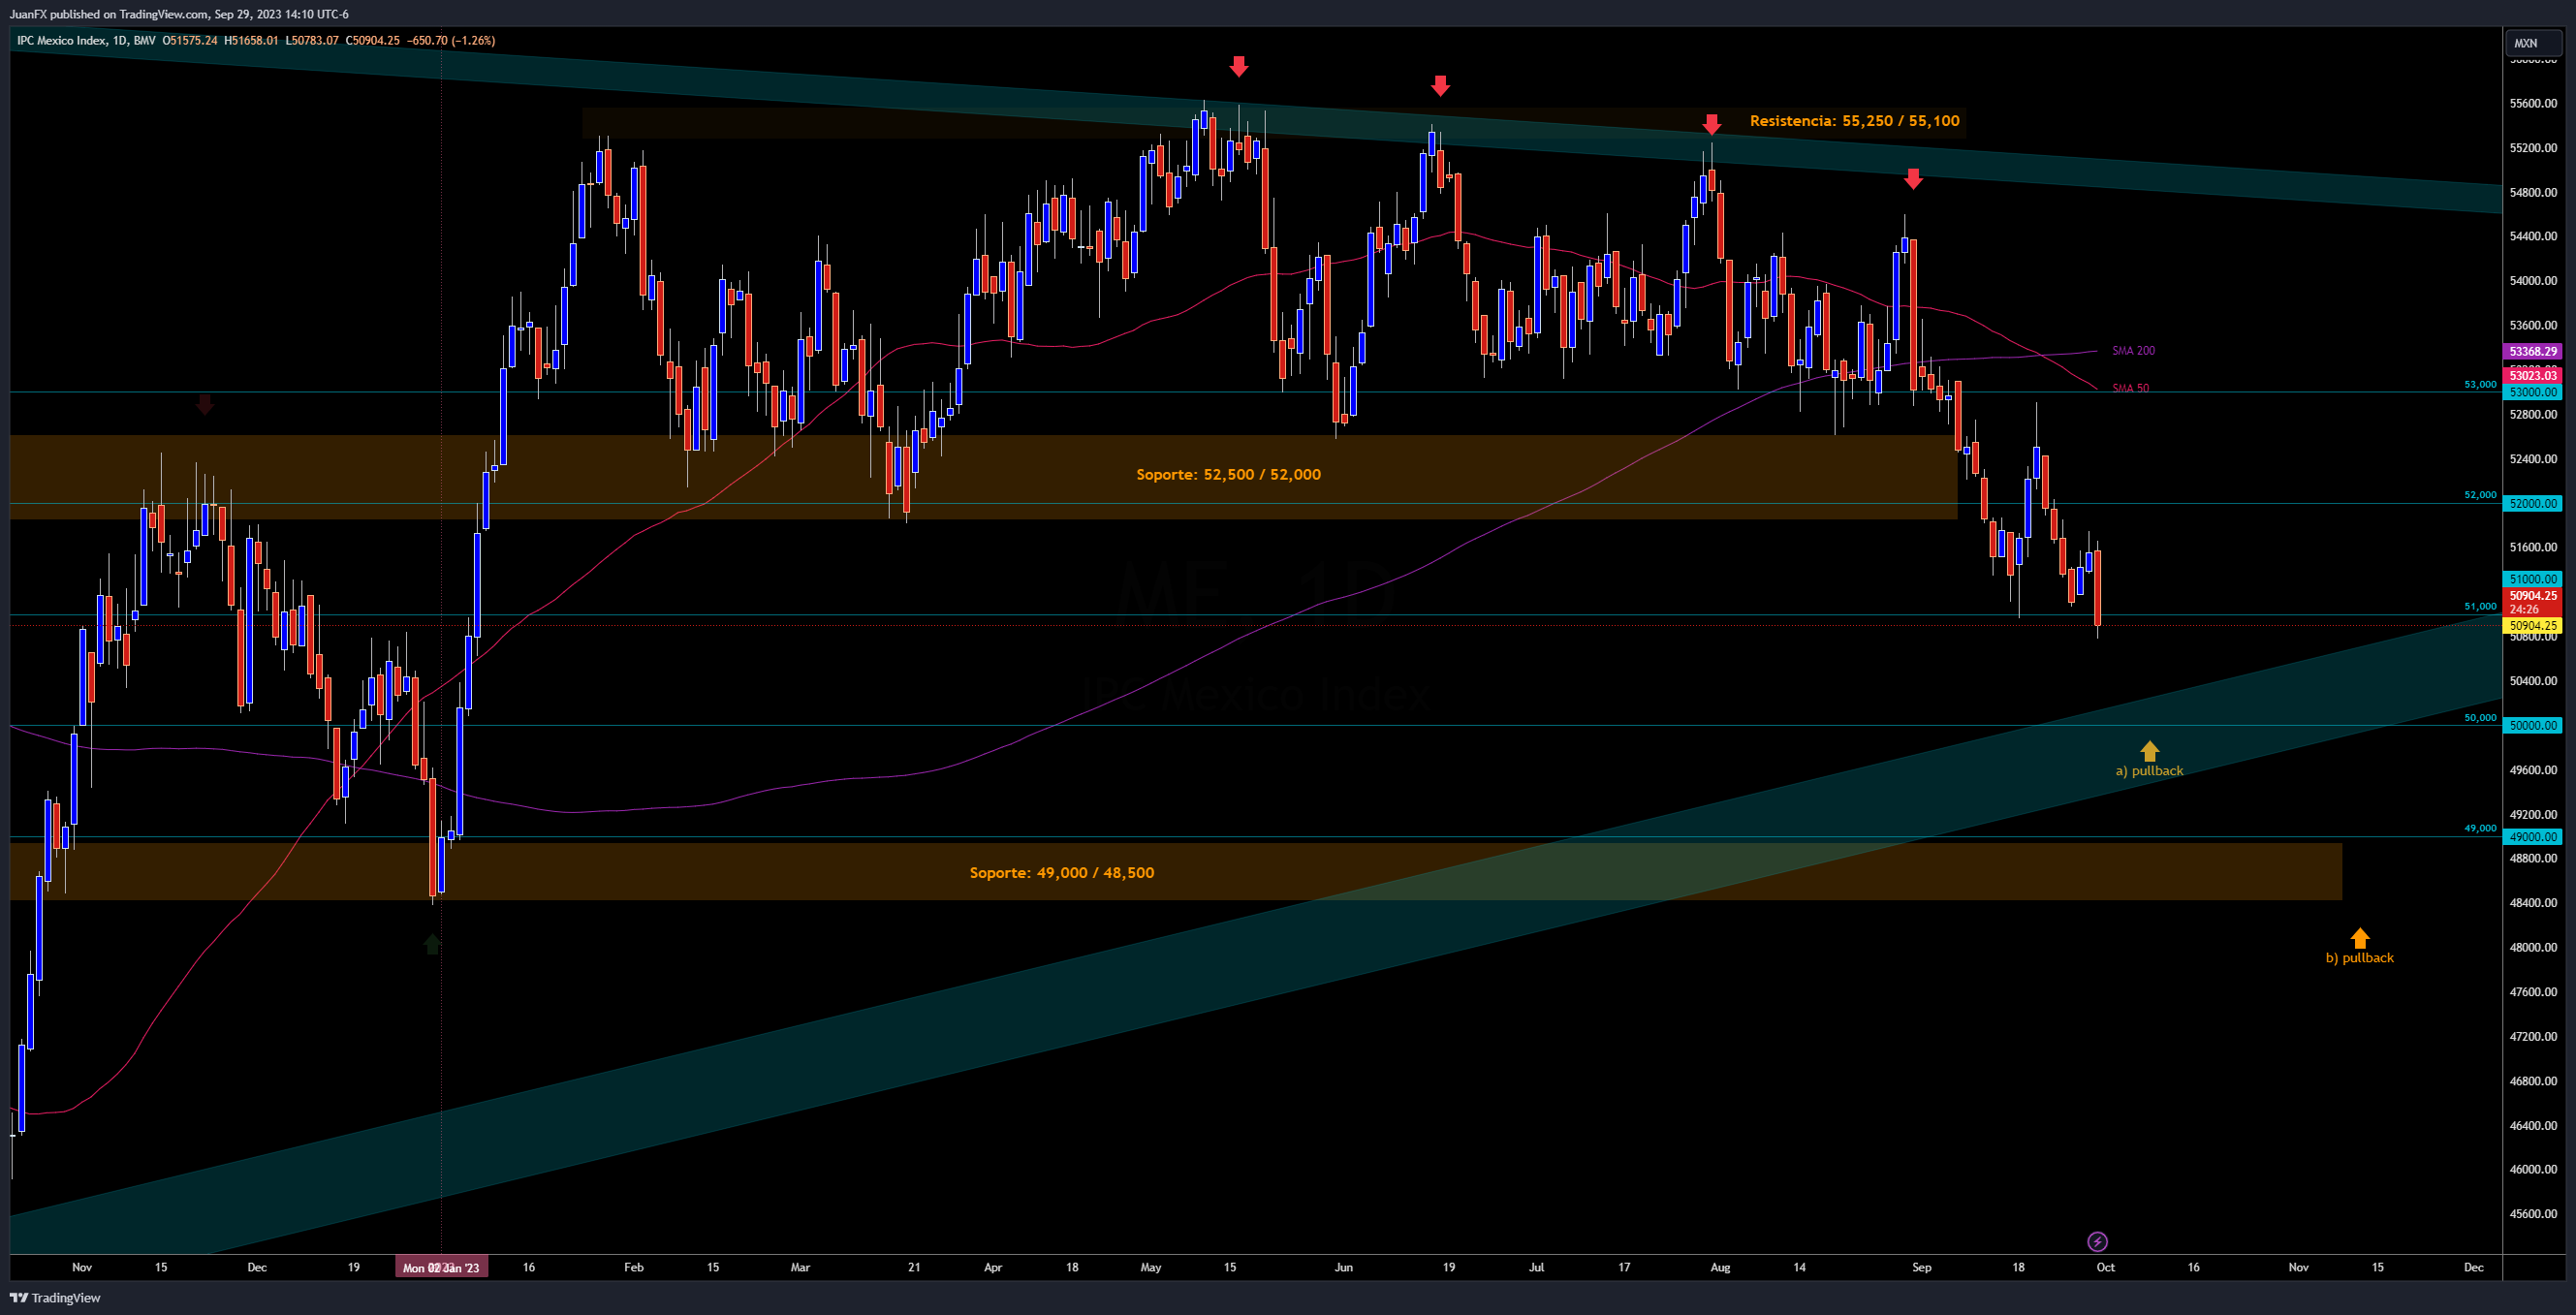 JuanFX published on TradingView.com, Sep 29, 2023 14:10 UTC-6
IPC Mexico Index, 1D, BMV O51575.24 H51658.01 L50783.07 C50904.25 −650.70 (−1.26%)
MXN
55600.00
Resistencia: 55,250 / 55,100
55200.00
54800.00
54400.00
54000.00
53600.00
SMA 200
53368.29
53023.03
SMA 50
53,000
53000.00
52800.00
52400.00
Soporte: 52,500 / 52,000
52,000
52000.00
51600.00
51000.00
50904.25
24:26
51,000
50904.25
50800.00
ME, 1D
IPC Mexico Index
50400.00
50,000
50000.00
a) pullback
49600.00
49200.00
49,000
49000.00
48800.00
Soporte: 49,000 / 48,500
48400.00
48000.00
b) pullback
47600.00
47200.00
46800.00
46400.00
46000.00
45600.00
Nov 15 Dec 19 Mon 02 Jan '23 16 Feb 15 Mar 21 Apr 18 May 15 Jun 19 Jul 17 Aug 14 Sep 18 Oct 16 Nov 15 Dec
TradingView